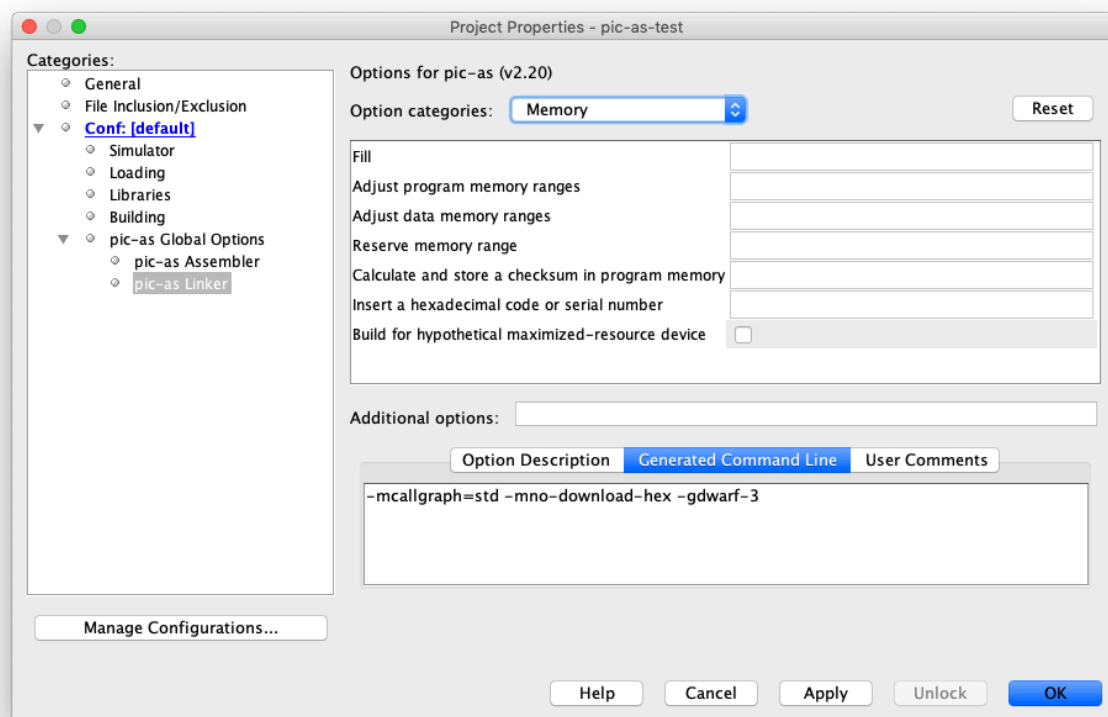 Project Properties - pic-as-test
Categories:
General
File Inclusion/Exclusion
Conf: [default]
Simulator
Loading
Libraries
Building
pic-as Global Options
pic-as Assembler
pic-as Linker
Manage Configurations...
Options for pic-as (v2.20)
Option categories: Memory Reset
Fill
Adjust program memory ranges
Adjust data memory ranges
Reserve memory range
Calculate and store a checksum in program memory
Insert a hexadecimal code or serial number
Build for hypothetical maximized-resource device
Additional options:
Option Description Generated Command Line User Comments
-mcallgraph=std -mno-download-hex -gdwarf-3
Help Cancel Apply Unlock OK